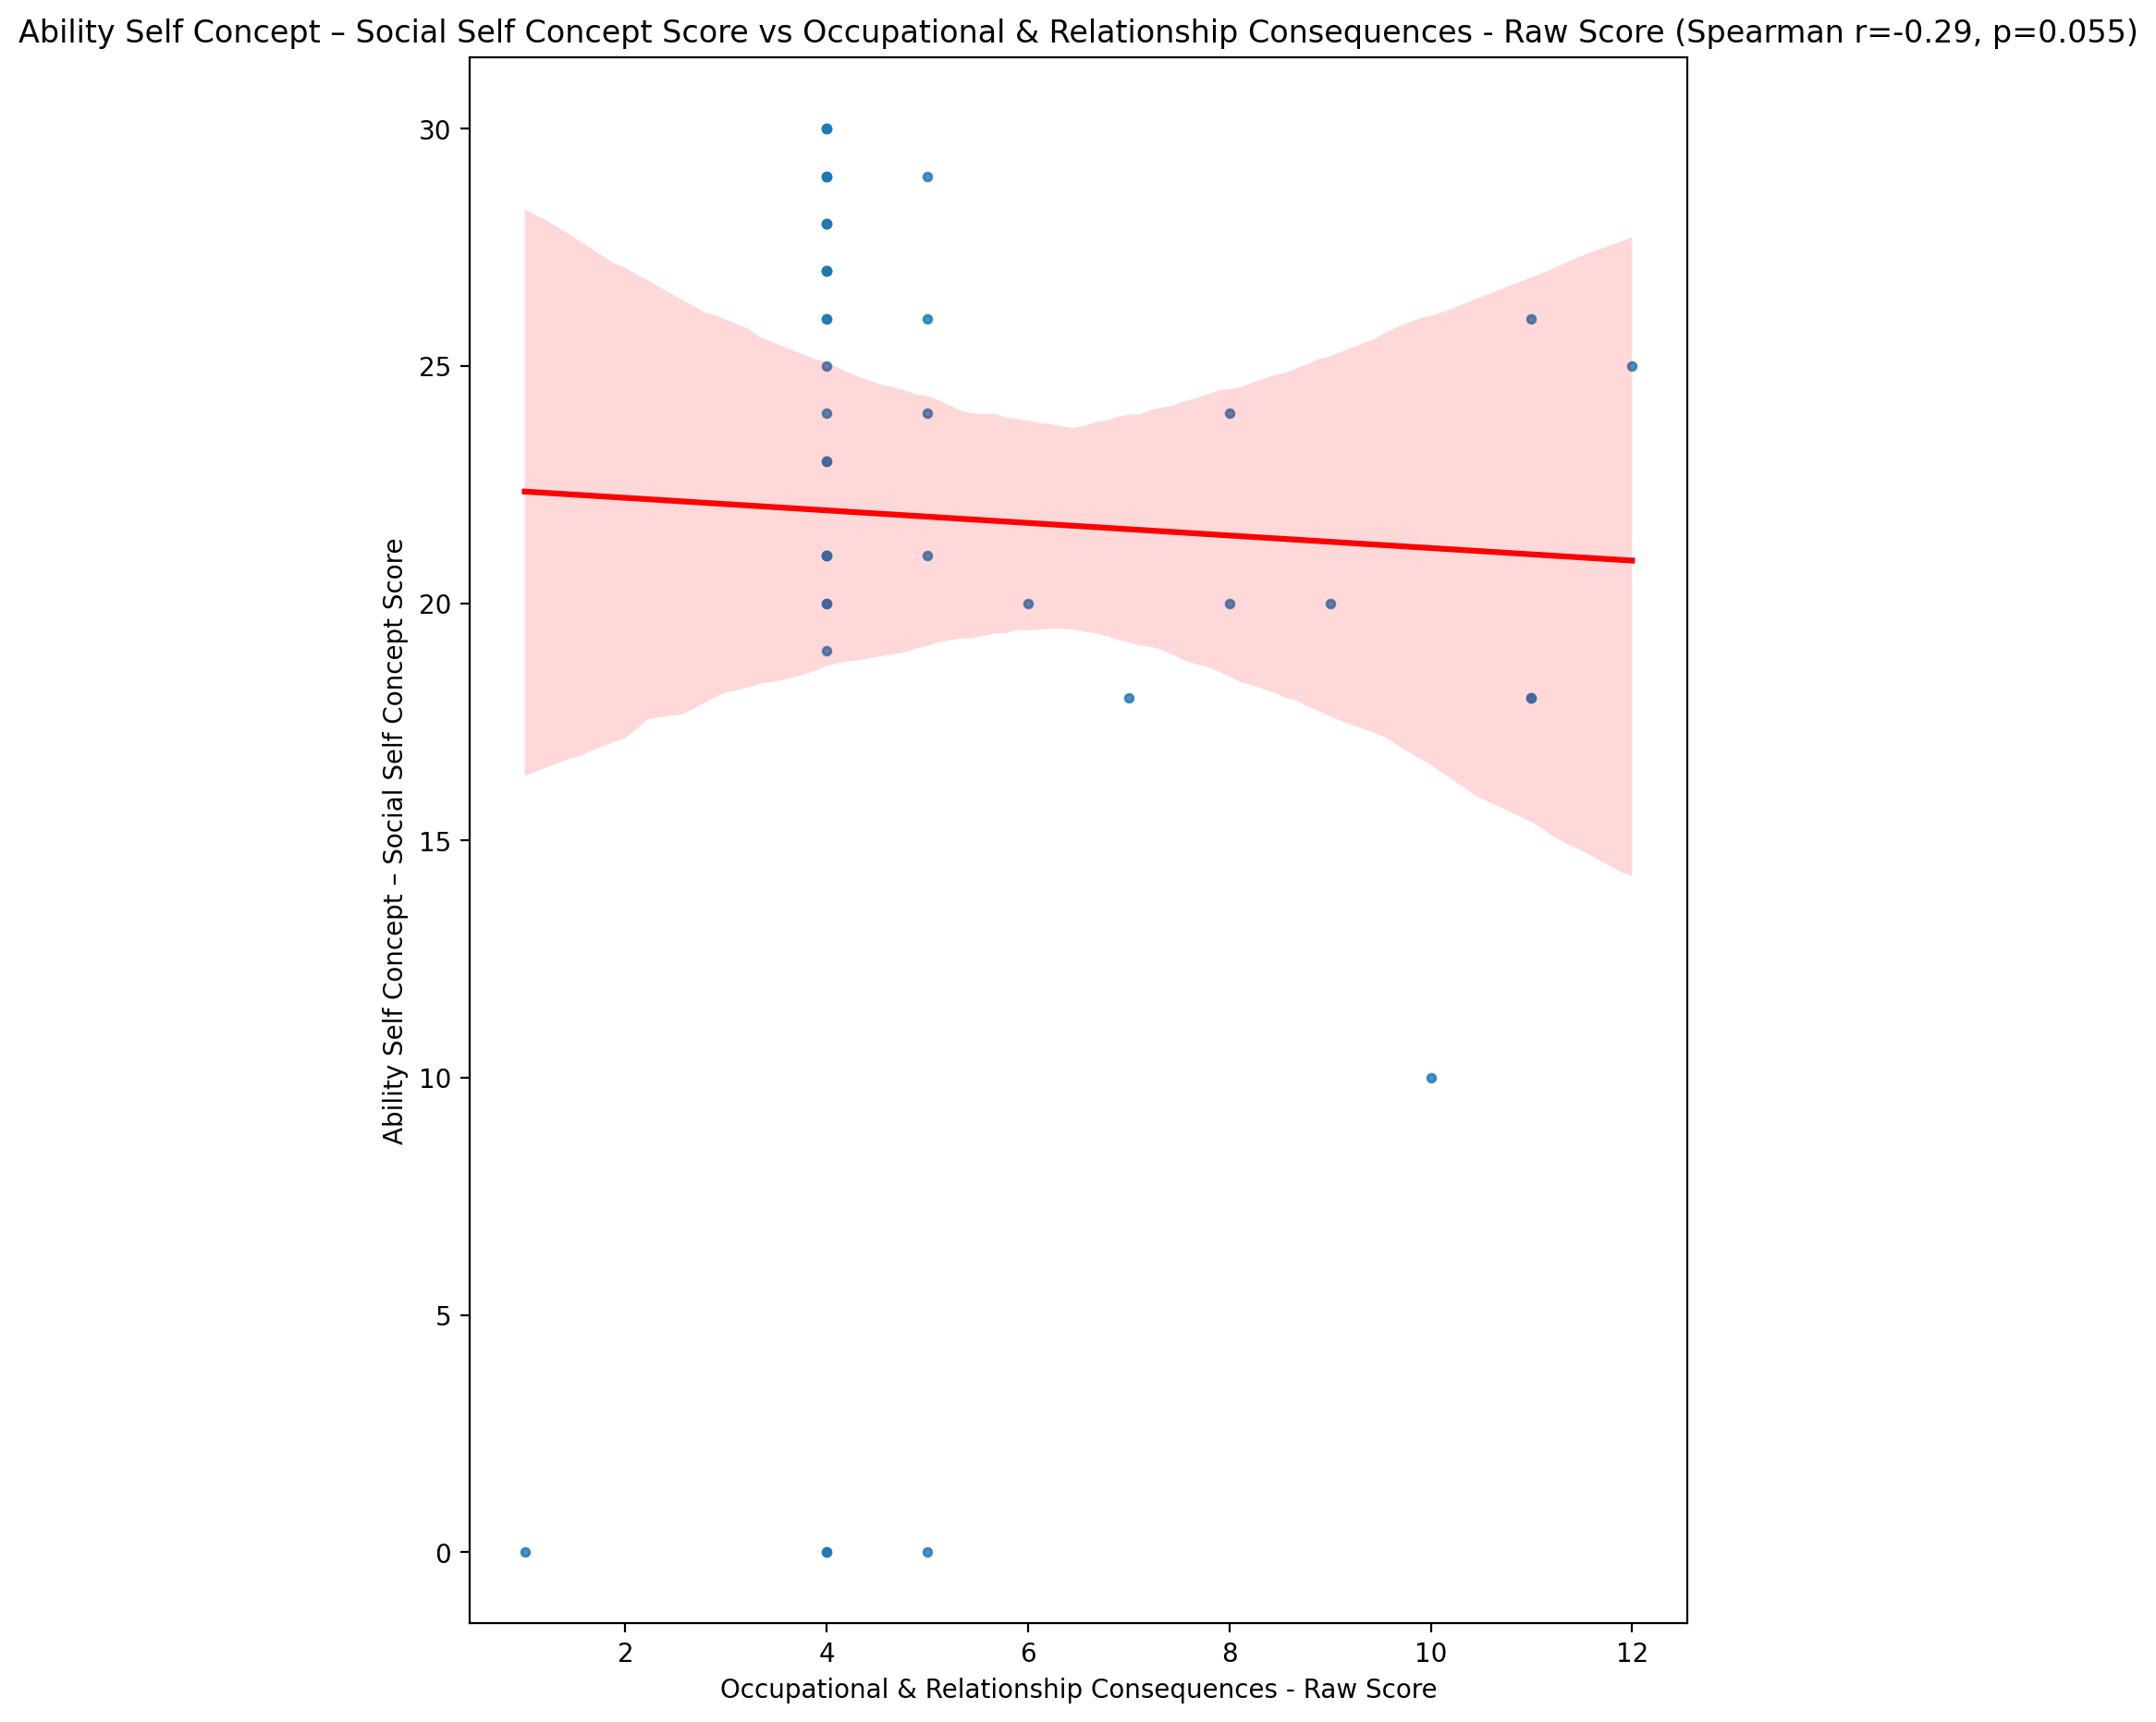 Ability Self Concept – Social Self Concept Score vs Occupational & Relationship Consequences - Raw Score (Spearman r=-0.29, p=0.055)
30
25
20
15
10
5
0
Ability Self Concept – Social Self Concept Score
2 4 6 8 10 12
Occupational & Relationship Consequences - Raw Score